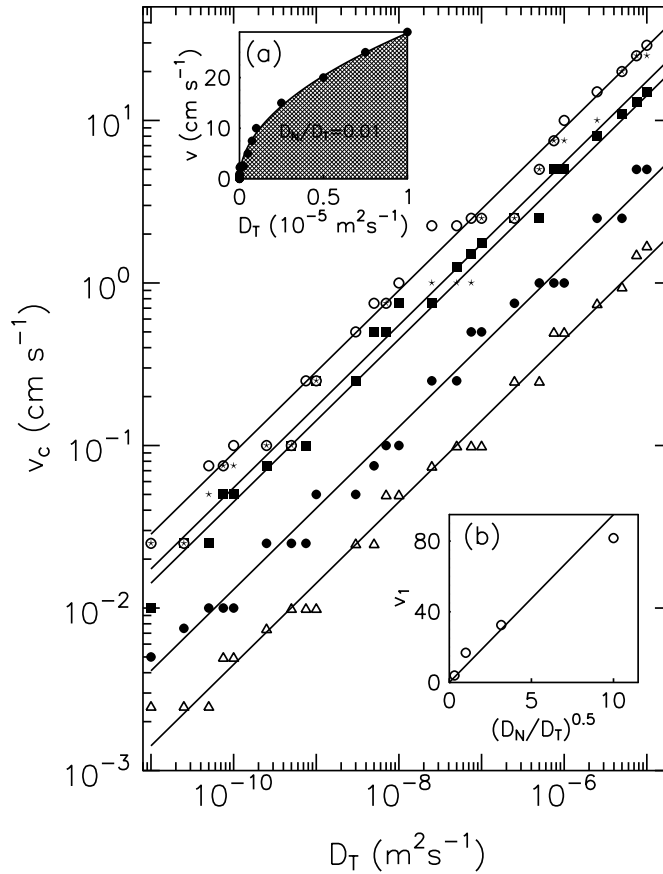 (a)
v (cm s⁻¹)
20
10
0
D_N/D_T=0.01
0
0.5
1
D_T (10⁻⁵ m²s⁻¹)
v_c (cm s⁻¹)
10¹
10⁰
10⁻¹
10⁻²
10⁻³
(b)
v₁
80
40
0
0
5
10
(D_N/D_T)^0.5
10⁻¹⁰
10⁻⁸
10⁻⁶
D_T (m²s⁻¹)